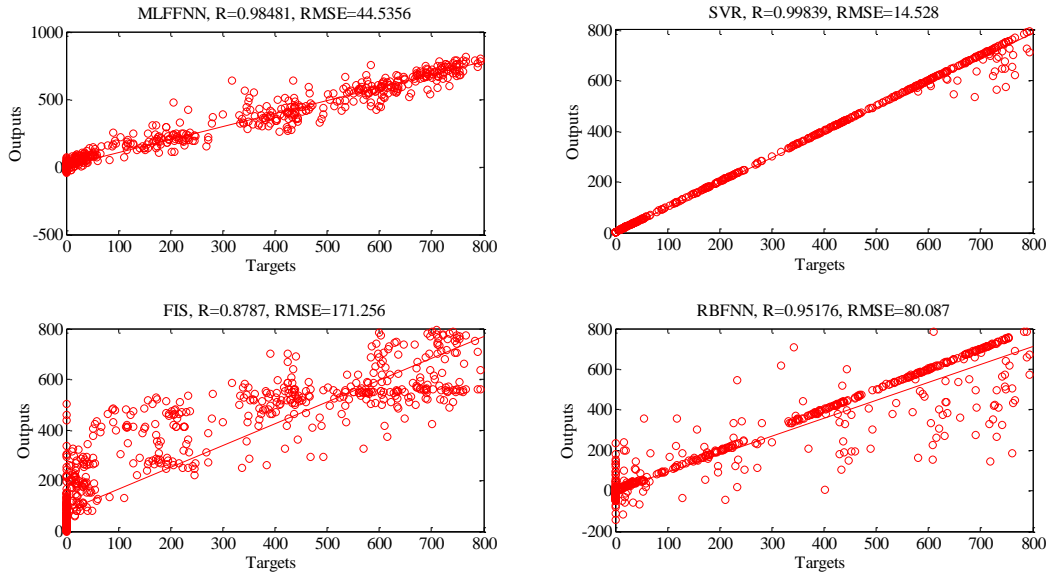 MLFFNN, R=0.98481, RMSE=44.5356
1000
500
0
-500
Outputs
0 100 200 300 400 500 600 700 800
Targets
SVR, R=0.99839, RMSE=14.528
800
600
400
200
0
Outputs
0 100 200 300 400 500 600 700 800
Targets
FIS, R=0.8787, RMSE=171.256
800
600
400
200
0
Outputs
0 100 200 300 400 500 600 700 800
Targets
RBFNN, R=0.95176, RMSE=80.087
800
600
400
200
0
-200
Outputs
0 100 200 300 400 500 600 700 800
Targets